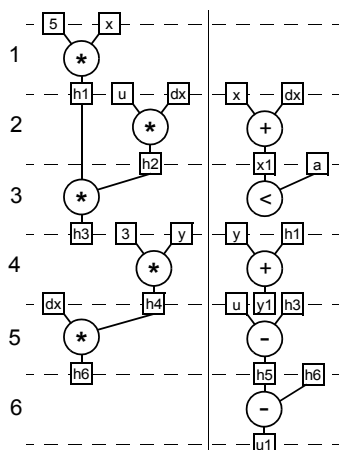 5 x
1 *
h1 u dx x dx
2 * +
h2 x1 a
3 * <
h3 3 y y h1
4 * +
dx h4 u y1 h3
5 * -
h6 h5 h6
6 -
u1